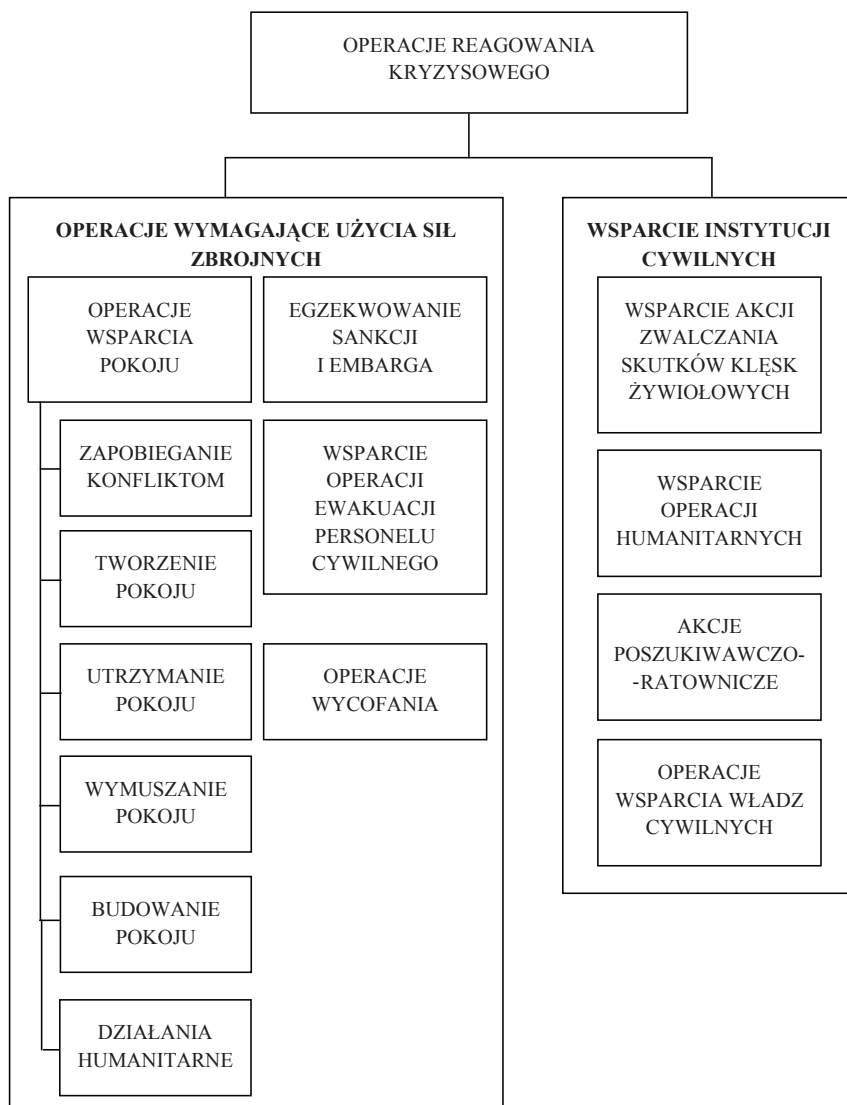 OPERACJE REAGOWANIA
KRYZYSOWEGO
OPERACJE WYMAGAJĄCE UŻYCIA SIŁ
ZBROJNYCH
OPERACJE
WSPARCIA
POKOJU
ZAPOBIEGANIE
KONFLIKTOM
TWORZENIE
POKOJU
UTRZYMANIE
POKOJU
WYMUSZANIE
POKOJU
BUDOWANIE
POKOJU
DZIAŁANIA
HUMANITARNE
EGZEKWOWANIE
SANKCJI
I EMBARGA
WSPARCIE
OPERACJI
EWAKUACJI
PERSONELU
CYWILNEGO
OPERACJE
WYCOFANIA
WSPARCIE INSTYTUCJI
CYWILNYCH
WSPARCIE AKCJI
ZWALCZANIA
SKUTKÓW KLĘSK
ŻYWIOŁOWYCH
WSPARCIE
OPERACJI
HUMANITARNYCH
AKCJE
POSZUKIWAWCZO-
-RATOWNICZE
OPERACJE
WSPARCIA WŁADZ
CYWILNYCH